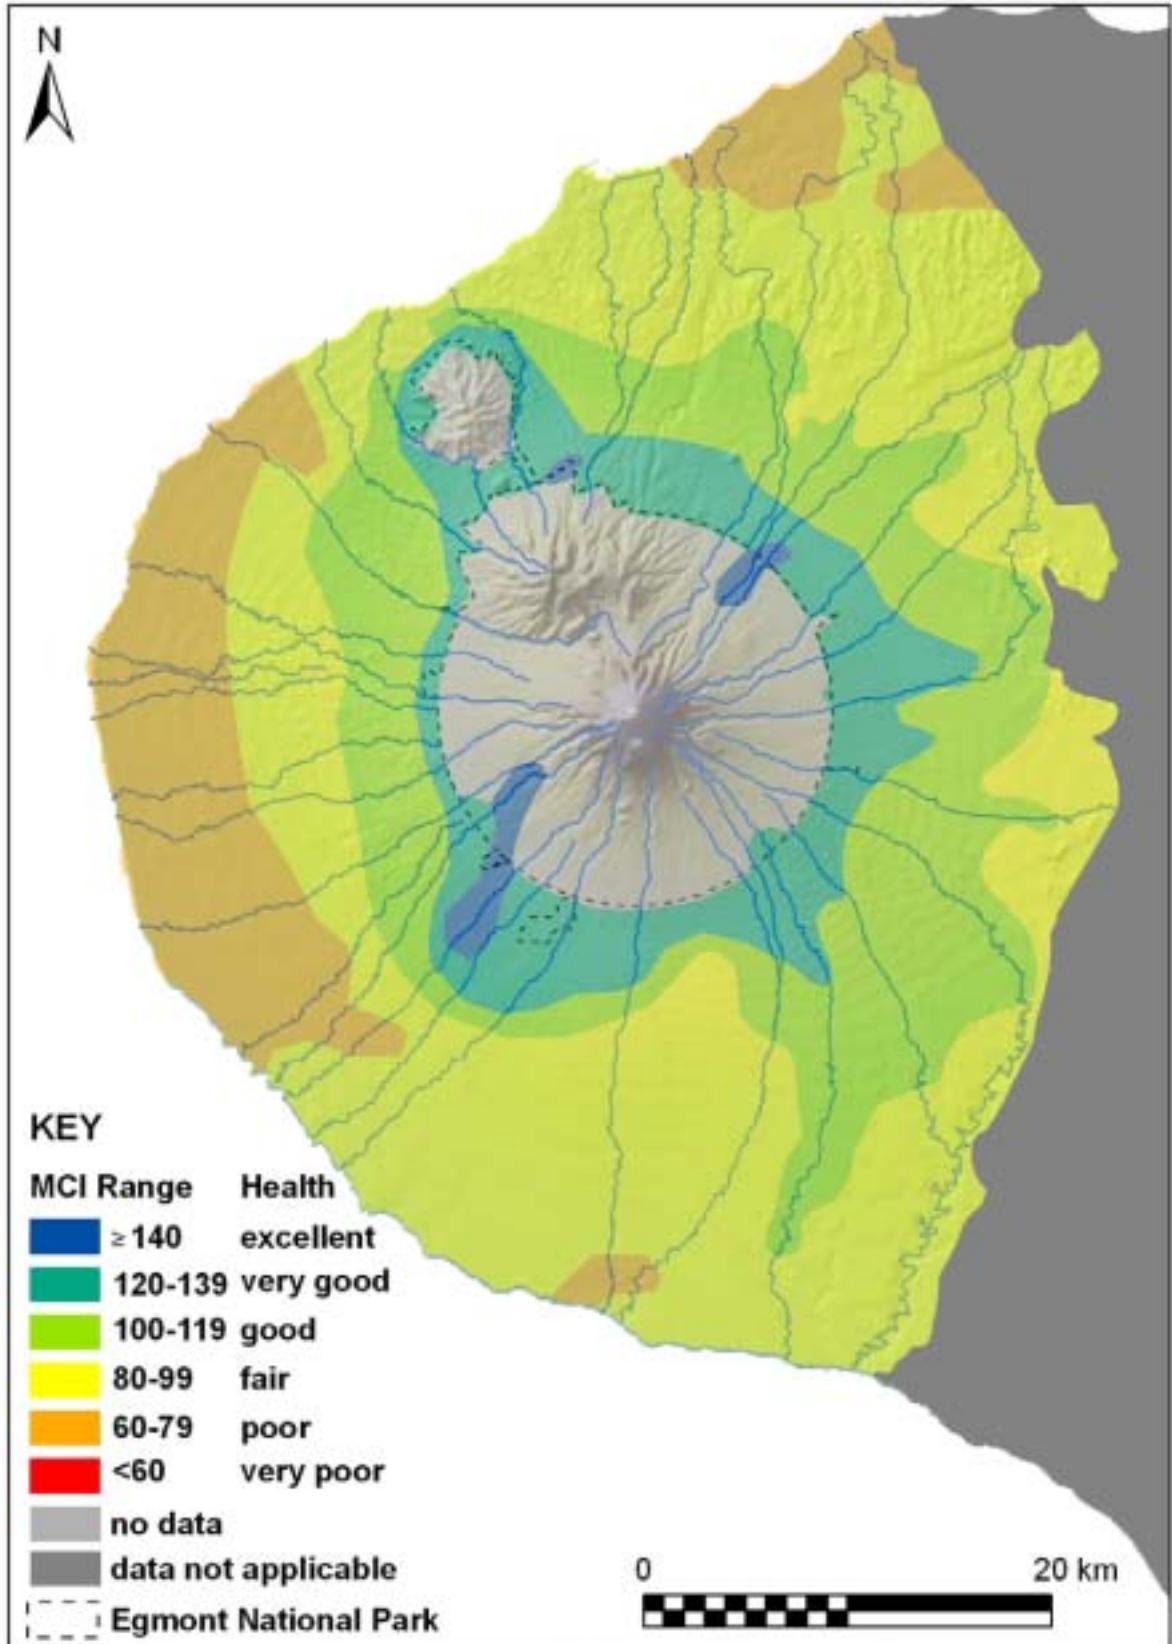 N
KEY
MCI Range Health
≥140 excellent
120-139 very good
100-119 good
80-99 fair
60-79 poor
<60 very poor
no data
data not applicable
Egmont National Park
0 20 km